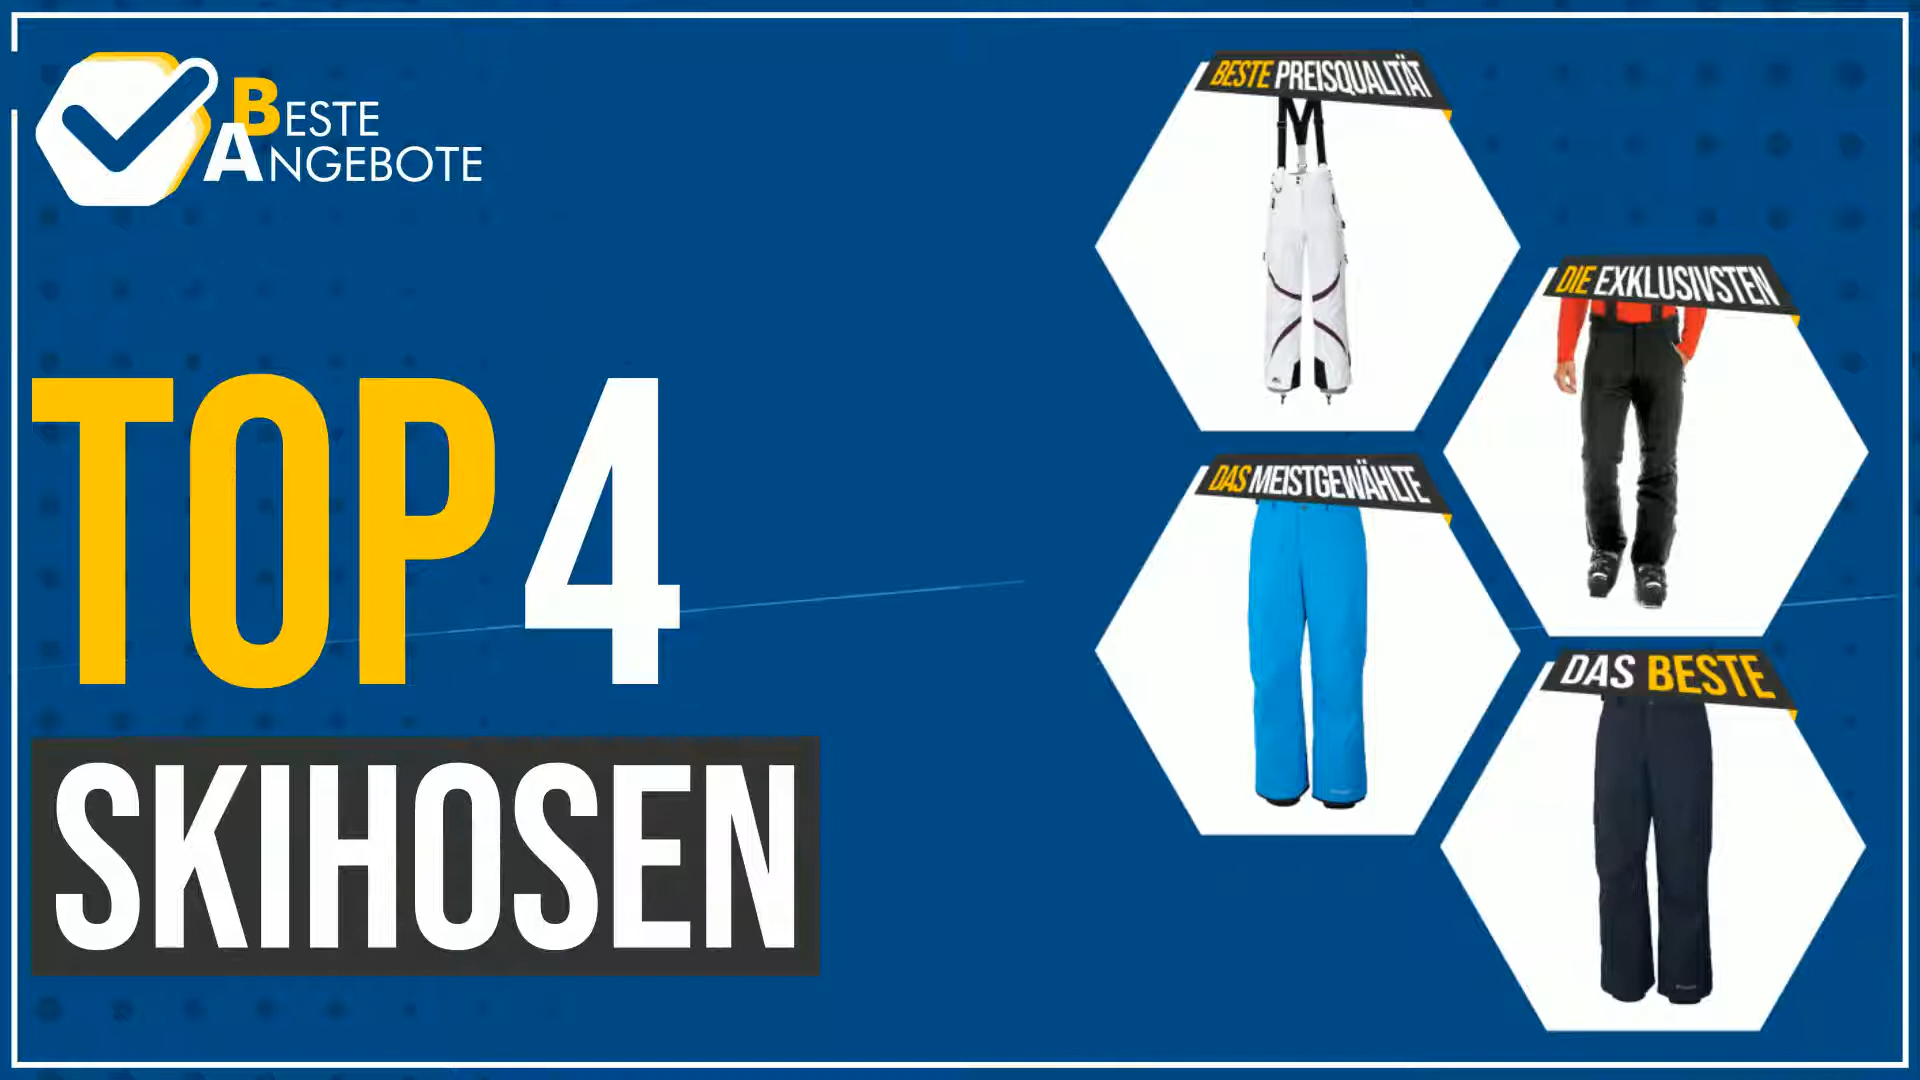 BESTE
ANGEBOTE
TOP 4
SKIHOSEN
BESTE PREISQUALITÄT
DIE EXKLUSIVSTEN
DAS MEISTGEWÄHLTE
DAS BESTE